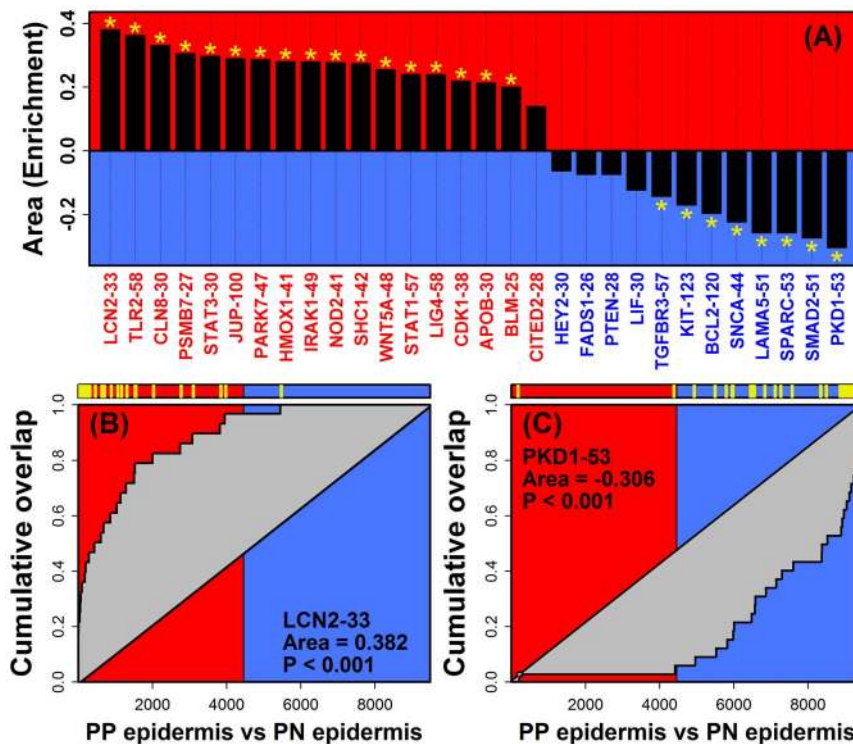 (A)
Area (Enrichment)
0.4
0.2
0.0
-0.2
* * * * * * * * * * * * * * * * *
* * * * * * * *
LCN2-33
TLR2-58
CLN8-30
PSMB7-27
STAT3-30
JUP-100
PARK7-47
HMOX1-41
IRAK1-49
NOD2-41
SHC1-42
WNT5A-48
STAT1-57
LIG4-58
CDK1-38
APOB-30
BLM-25
CITED2-28
HEY2-30
FADS1-26
PTEN-28
LIF-30
TGFBR3-57
KIT-123
BCL2-120
SNCA-44
LAMA5-51
SPARC-53
SMAD2-51
PKD1-53
(B)
Cumulative overlap
1.0
0.8
0.6
0.4
0.2
0.0
LCN2-33
Area = 0.382
P < 0.001
2000 4000 6000 8000
PP epidermis vs PN epidermis
(C)
Cumulative overlap
1.0
0.8
0.6
0.4
0.2
0.0
PKD1-53
Area = -0.306
P < 0.001
2000 4000 6000 8000
PP epidermis vs PN epidermis